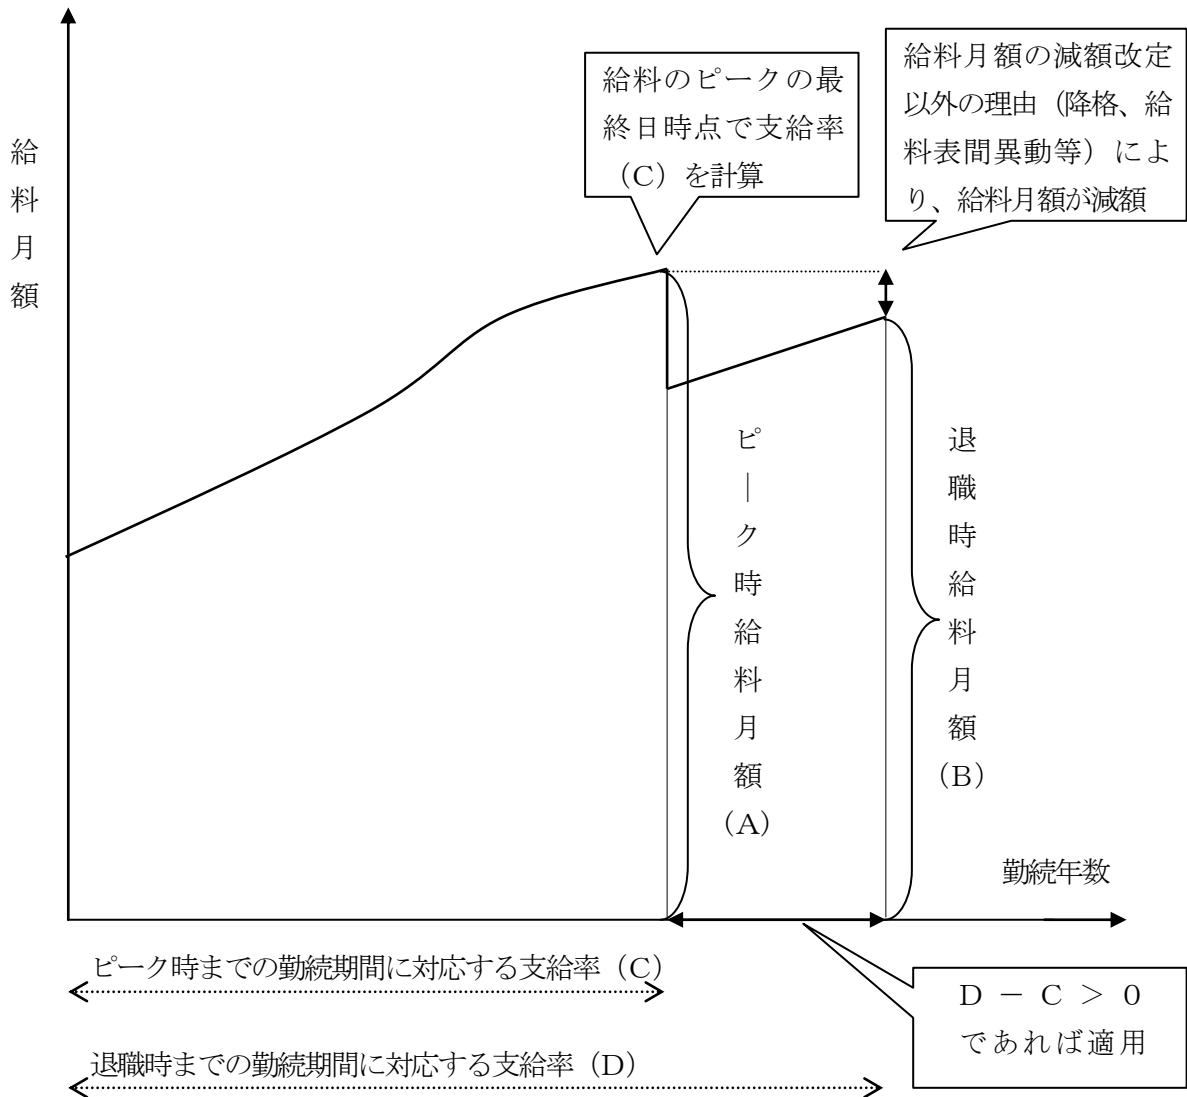 給料月額
給料のピークの最
終日時点で支給率
（C）を計算
給料月額の減額改定
以外の理由（降格、給
料表間異動等）によ
り、給料月額が減額
ピ｜ク時給料月額（A）
退職時給料月額（B）
勤続年数
ピーク時までの勤続期間に対応する支給率（C）
退職時までの勤続期間に対応する支給率（D）
D － C > 0
であれば適用